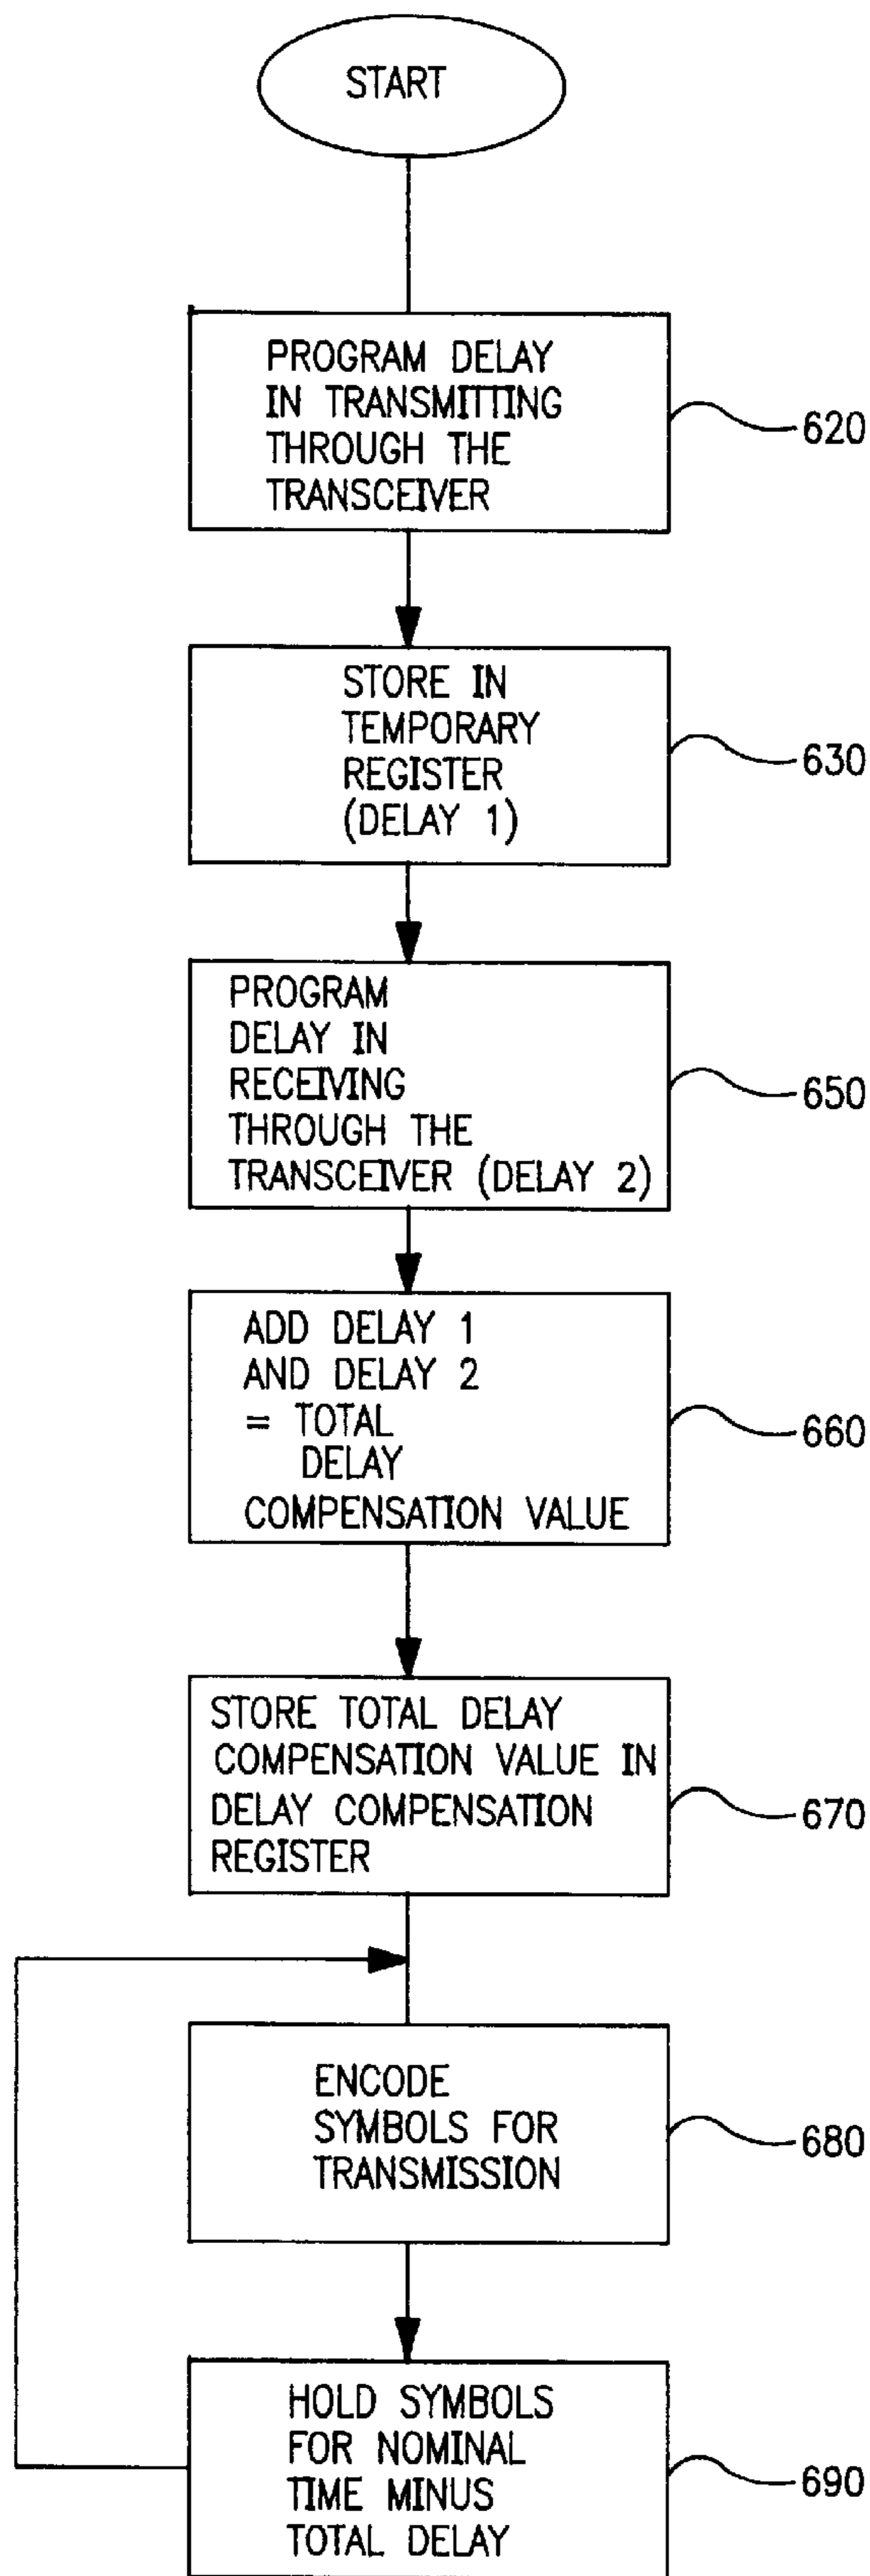 START
PROGRAM DELAY
IN TRANSMITTING
THROUGH THE
TRANSCEIVER
620
STORE IN
TEMPORARY
REGISTER
(DELAY 1)
630
PROGRAM
DELAY IN
RECEIVING
THROUGH THE
TRANSCEIVER (DELAY 2)
650
ADD DELAY 1
AND DELAY 2
= TOTAL
DELAY
COMPENSATION VALUE
660
STORE TOTAL DELAY
COMPENSATION VALUE IN
DELAY COMPENSATION
REGISTER
670
ENCODE
SYMBOLS FOR
TRANSMISSION
680
HOLD SYMBOLS
FOR NOMINAL
TIME MINUS
TOTAL DELAY
690